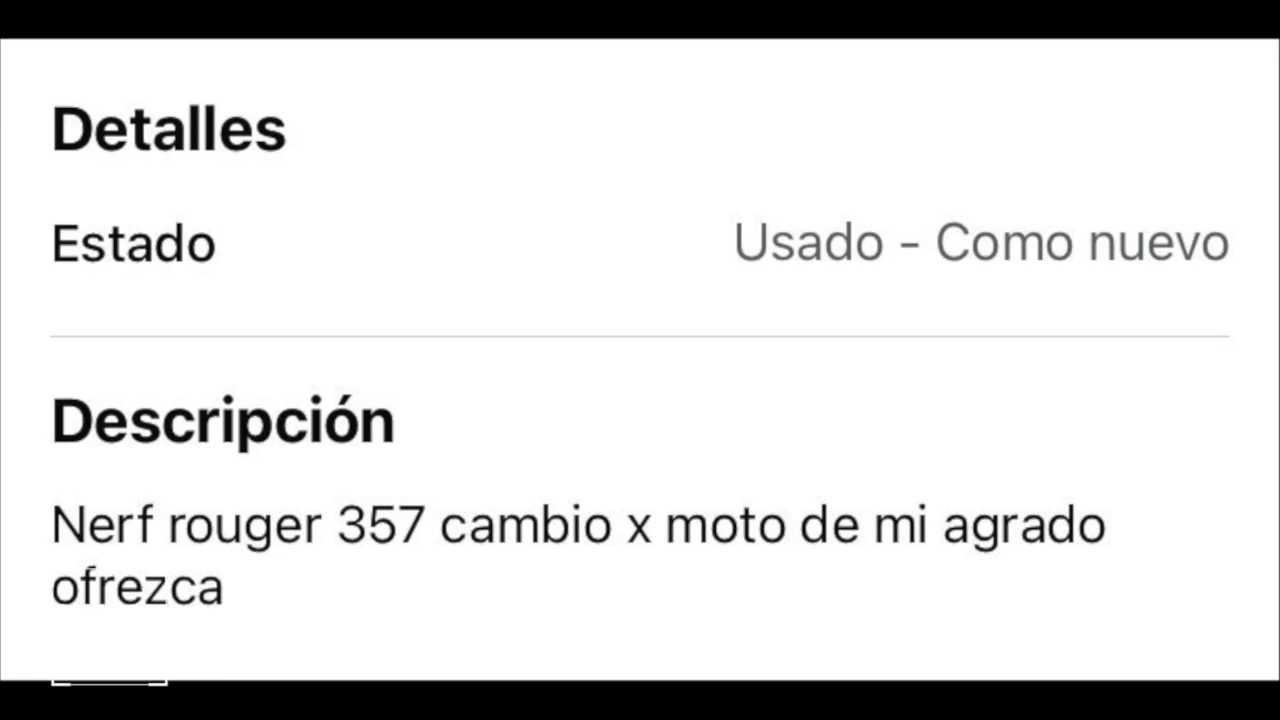 Detalles
Estado Usado - Como nuevo
Descripción
Nerf rouger 357 cambio x moto de mi agrado
ofrezca